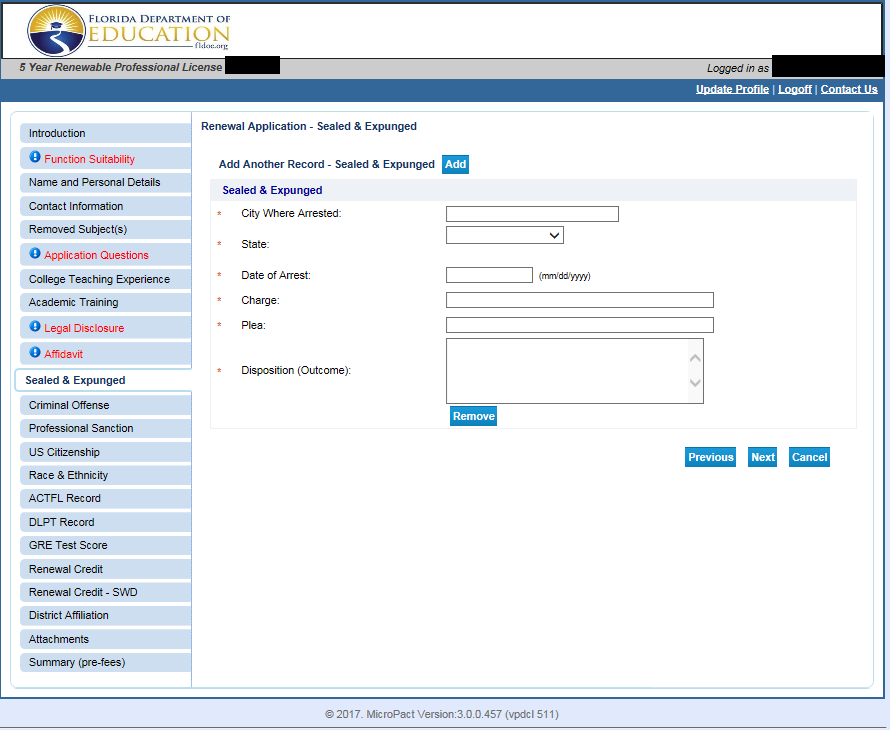 FLORIDA DEPARTMENT OF
EDUCATION
fldoe.org
5 Year Renewable Professional License
Logged in as
Update Profile | Logoff | Contact Us
Introduction
Function Suitability
Name and Personal Details
Contact Information
Removed Subject(s)
Application Questions
College Teaching Experience
Academic Training
Legal Disclosure
Affidavit
Sealed & Expunged
Criminal Offense
Professional Sanction
US Citizenship
Race & Ethnicity
ACTFL Record
DLPT Record
GRE Test Score
Renewal Credit
Renewal Credit - SWD
District Affiliation
Attachments
Summary (pre-fees)
Renewal Application - Sealed & Expunged
Add Another Record - Sealed & Expunged Add
Sealed & Expunged
* City Where Arrested:
* State:
* Date of Arrest: (mm/dd/yyyy)
* Charge:
* Plea:
* Disposition (Outcome):
Remove
Previous Next Cancel
© 2017. MicroPact Version:3.0.0.457 (vpdcl 511)